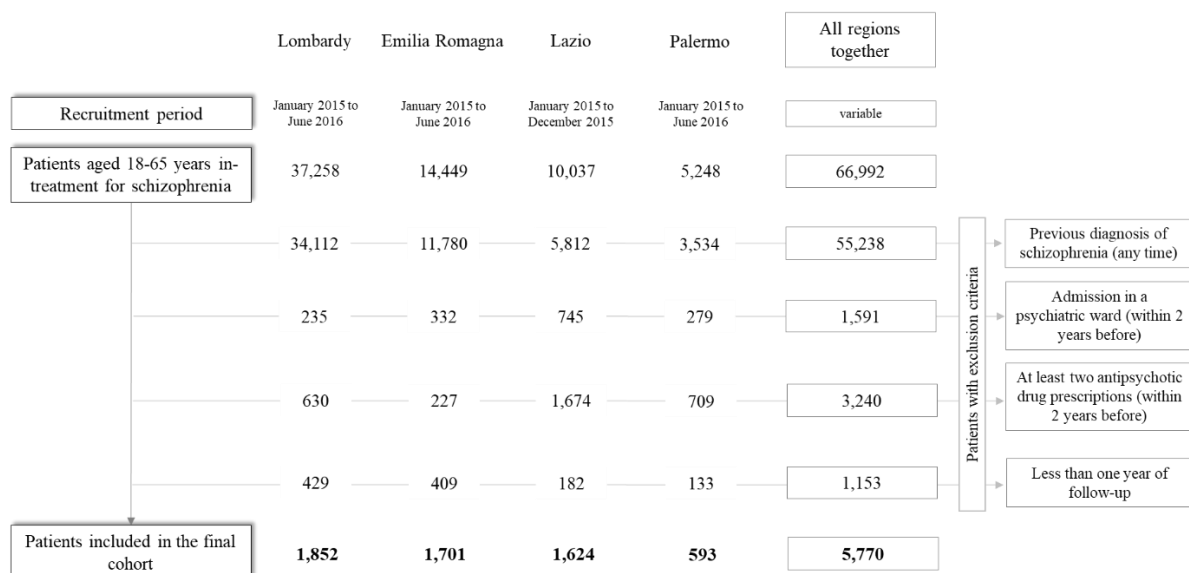 Lombardy
Emilia Romagna
Lazio
Palermo
All regions
together
Recruitment period
January 2015 to
June 2016
January 2015 to
June 2016
January 2015 to
December 2015
January 2015 to
June 2016
variable
Patients aged 18-65 years in-
treatment for schizophrenia
37,258
14,449
10,037
5,248
66,992
34,112
11,780
5,812
3,534
55,238
Previous diagnosis of
schizophrenia (any time)
235
332
745
279
1,591
Admission in a
psychiatric ward (within 2
years before)
630
227
1,674
709
3,240
At least two antipsychotic
drug prescriptions (within
2 years before)
429
409
182
133
1,153
Less than one year of
follow-up
Patients with exclusion criteria
Patients included in the final
cohort
1,852
1,701
1,624
593
5,770